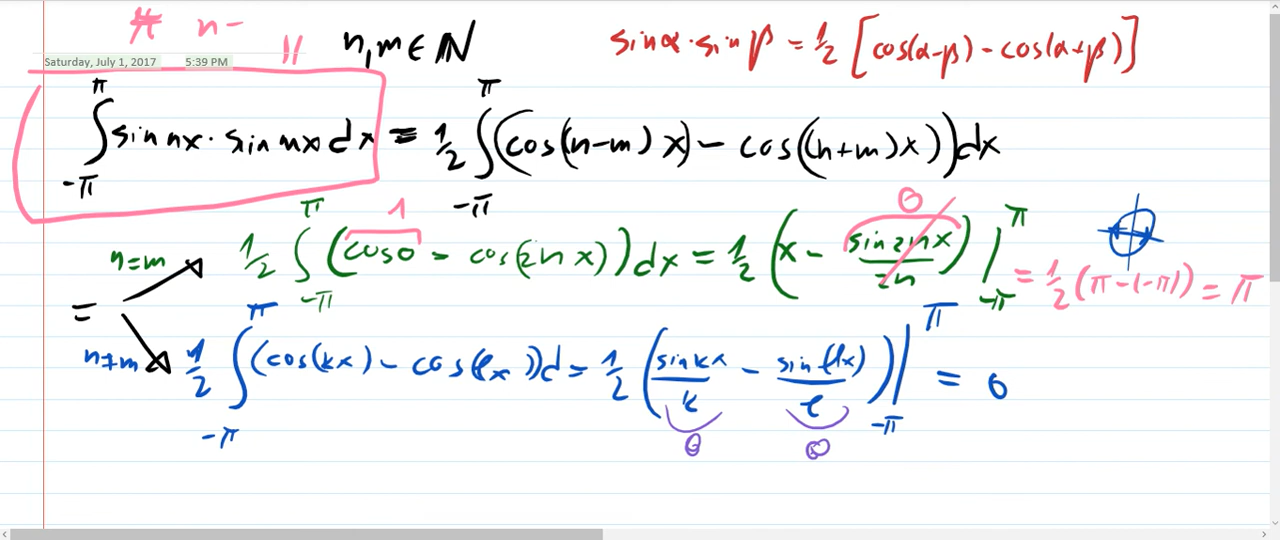 # n-
n,m ∈ ℕ
sinα · sinβ = 1/2 [cos(α-β) - cos(α+β)]
Saturday, July 1, 2017 5:39 PM
∫_{-π}^{π} sin nx · sin mx dx = 1/2 ∫_{-π}^{π} (cos(n-m)x) - cos((n+m)x))dx
n=m 1/2 ∫_{-π}^{π} (cos0 - cos(2nx))dx = 1/2 (x - sin2nx/2n)|_{-π}^{π} = 1/2 (π-(-π)) = π
1 0
=
n≠m 1/2 ∫_{-π}^{π} (cos(kx) - cos(lx))d = 1/2 (sinkx/k - sin(lx)/l)|_{-π}^{π} = 0
0 0